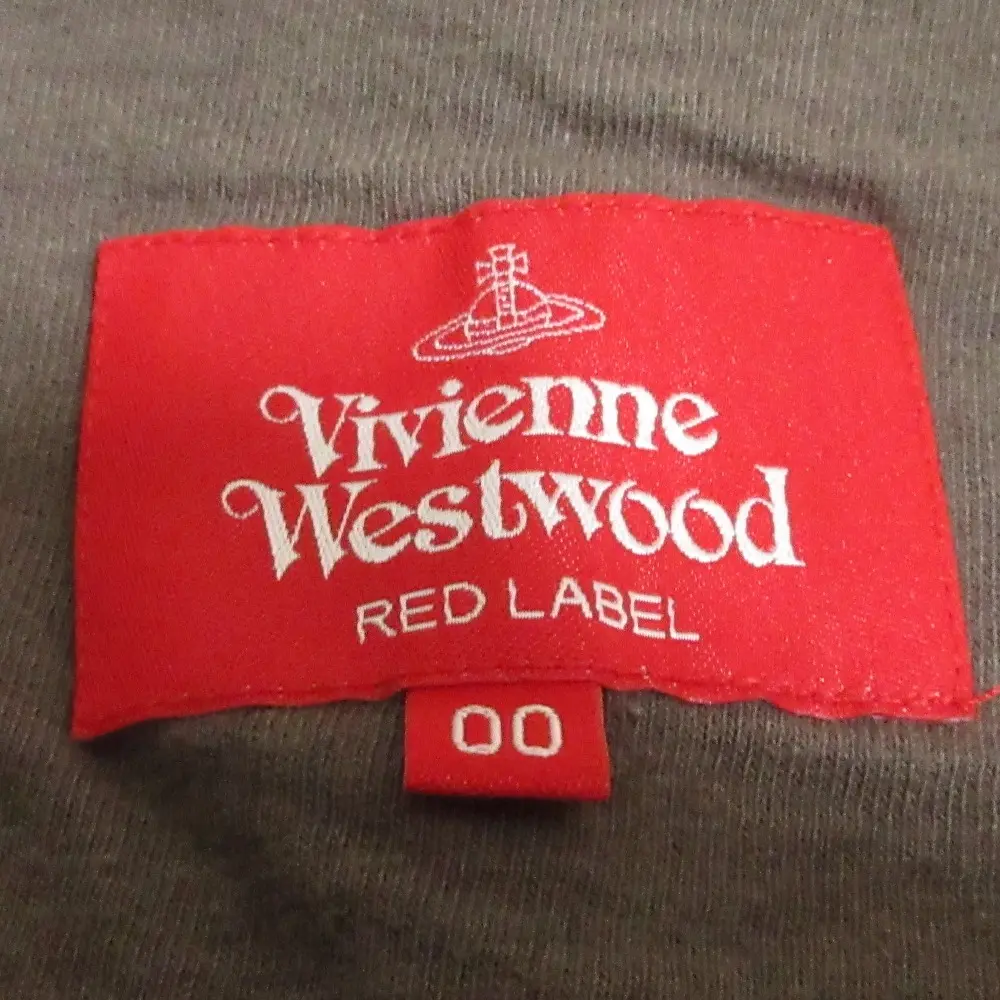 Vivienne
Westwood
RED LABEL
00